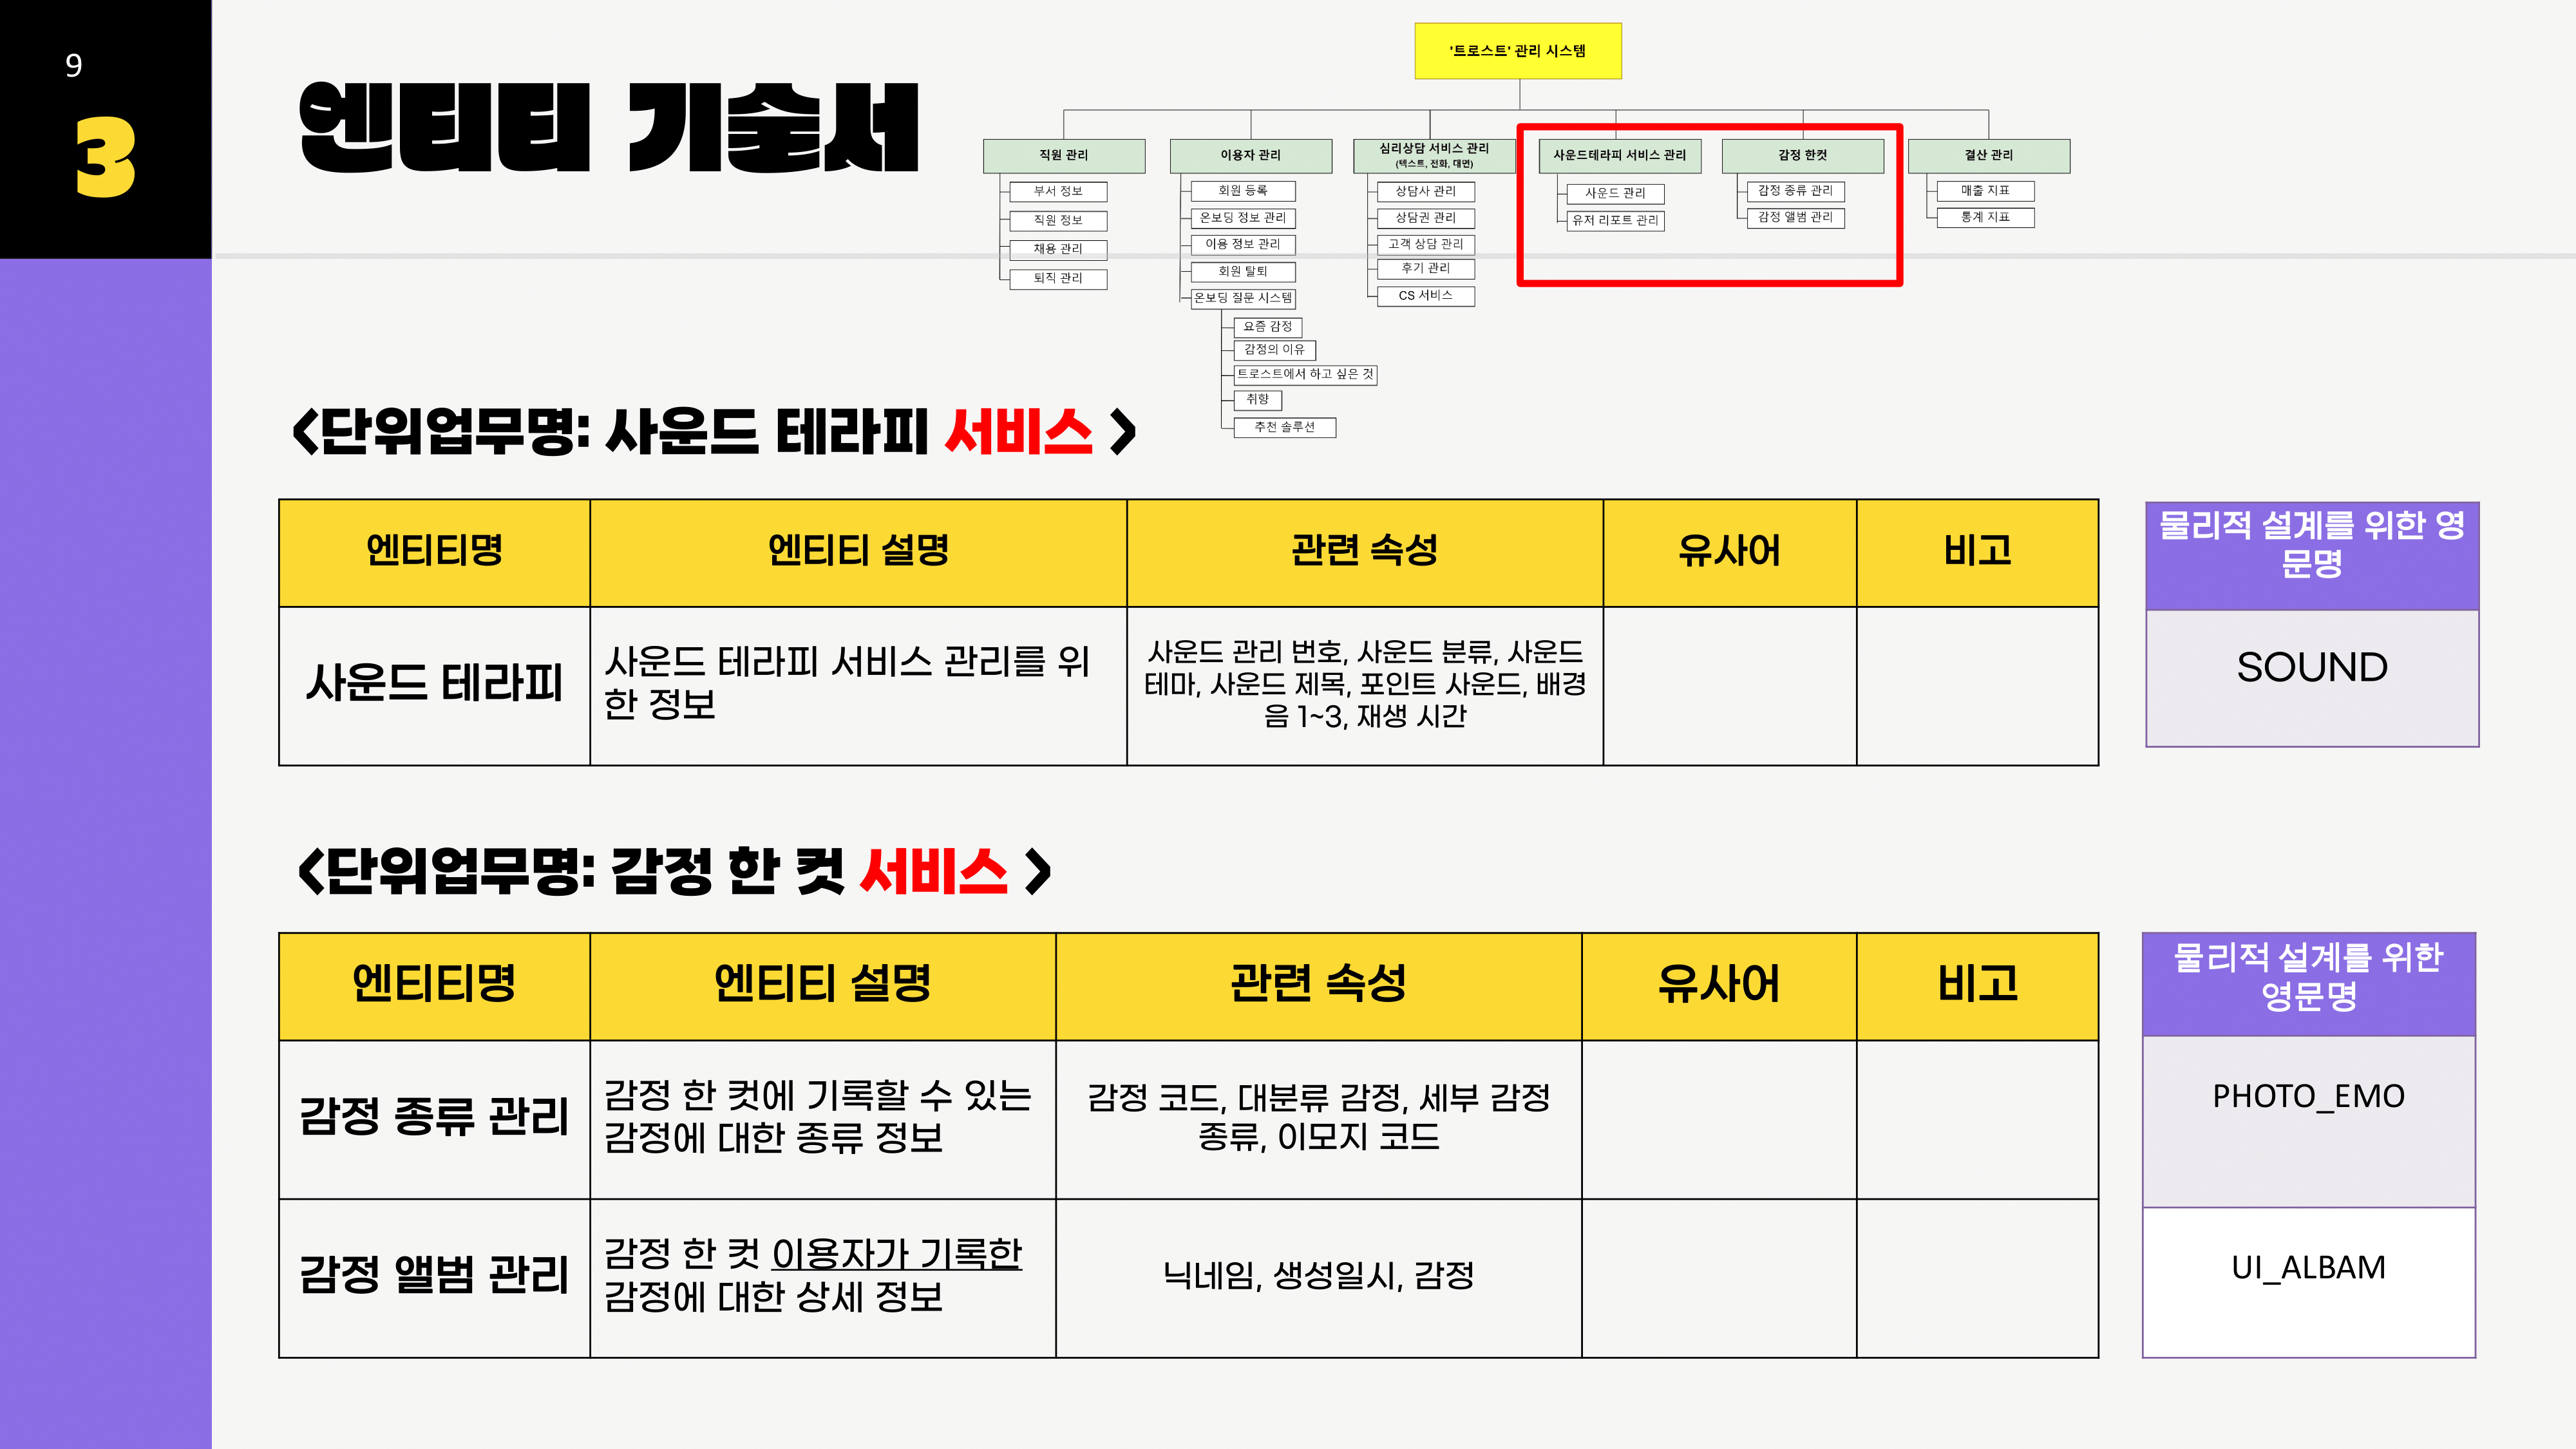 9
3
엔티티 기술서
'트로스트' 관리 시스템
직원 관리
부서 정보
직원 정보
채용 관리
퇴직 관리
이용자 관리
회원 등록
온보딩 정보 관리
이용 정보 관리
회원 탈퇴
온보딩 질문 시스템
요즘 감정
감정의 이유
트로스트에서 하고 싶은 것
취향
추천 솔루션
심리상담 서비스 관리
(텍스트, 전화, 대면)
상담사 관리
상담권 관리
고객 상담 관리
후기 관리
CS 서비스
사운드테라피 서비스 관리
사운드 관리
유저 리포트 관리
감정 한컷
감정 종류 관리
감정 앨범 관리
결산 관리
매출 지표
통계 지표
<단위업무명: 사운드 테라피 서비스 >
엔티티명
엔티티 설명
관련 속성
유사어
비고
물리적 설계를 위한 영
문명
사운드 테라피
사운드 테라피 서비스 관리를 위
한 정보
사운드 관리 번호, 사운드 분류, 사운드
테마, 사운드 제목, 포인트 사운드, 배경
음 1~3, 재생 시간
SOUND
<단위업무명: 감정 한 컷 서비스 >
엔티티명
엔티티 설명
관련 속성
유사어
비고
물리적 설계를 위한
영문명
감정 종류 관리
감정 한 컷에 기록할 수 있는
감정에 대한 종류 정보
감정 코드, 대분류 감정, 세부 감정
종류, 이모지 코드
PHOTO_EMO
감정 앨범 관리
감정 한 컷 이용자가 기록한
감정에 대한 상세 정보
닉네임, 생성일시, 감정
UI_ALBAM